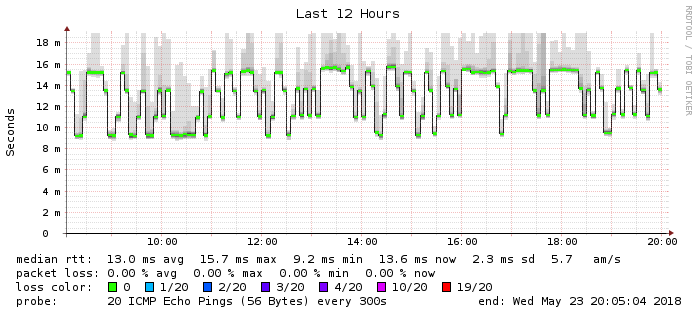 Last 12 Hours
RRDTOOL / TOBI OETIKER
Seconds
18 m
16 m
14 m
12 m
10 m
8 m
6 m
4 m
2 m
0
10:00 12:00 14:00 16:00 18:00 20:00
median rtt: 13.0 ms avg 15.7 ms max 9.2 ms min 13.6 ms now 2.3 ms sd 5.7 am/s
packet loss: 0.00 % avg 0.00 % max 0.00 % min 0.00 % now
loss color: 0 1/20 2/20 3/20 4/20 10/20 19/20
probe: 20 ICMP Echo Pings (56 Bytes) every 300s end: Wed May 23 20:05:04 2018